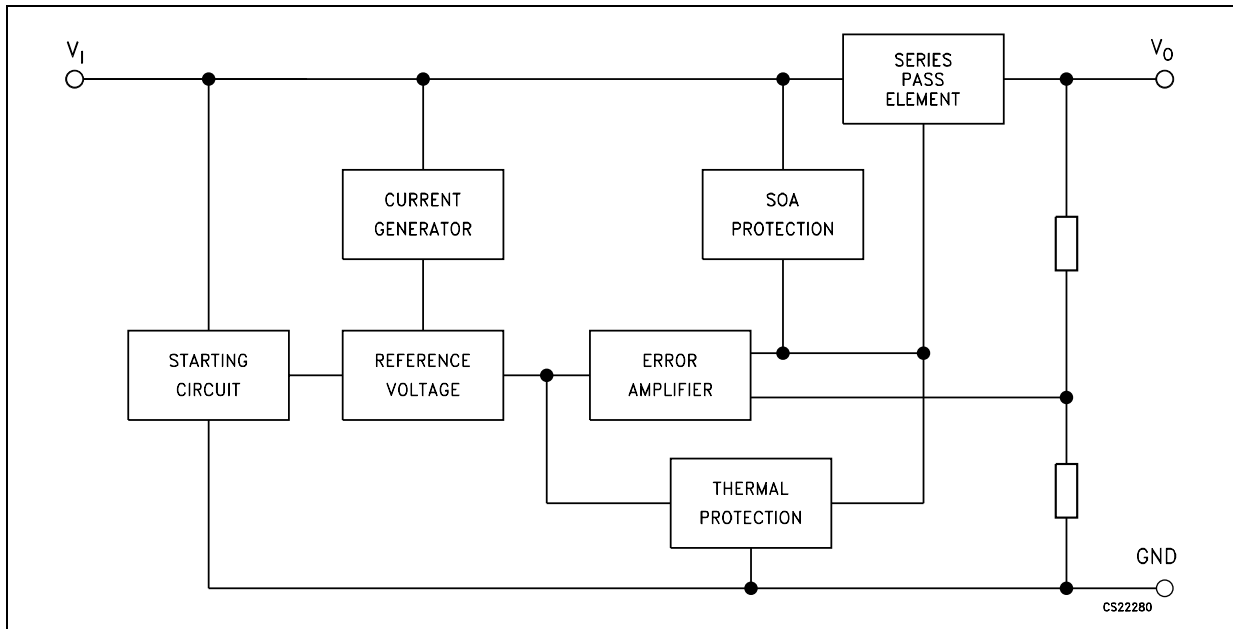 V_I
SERIES
PASS
ELEMENT
V_O
CURRENT
GENERATOR
SOA
PROTECTION
STARTING
CIRCUIT
REFERENCE
VOLTAGE
ERROR
AMPLIFIER
THERMAL
PROTECTION
GND
CS22280